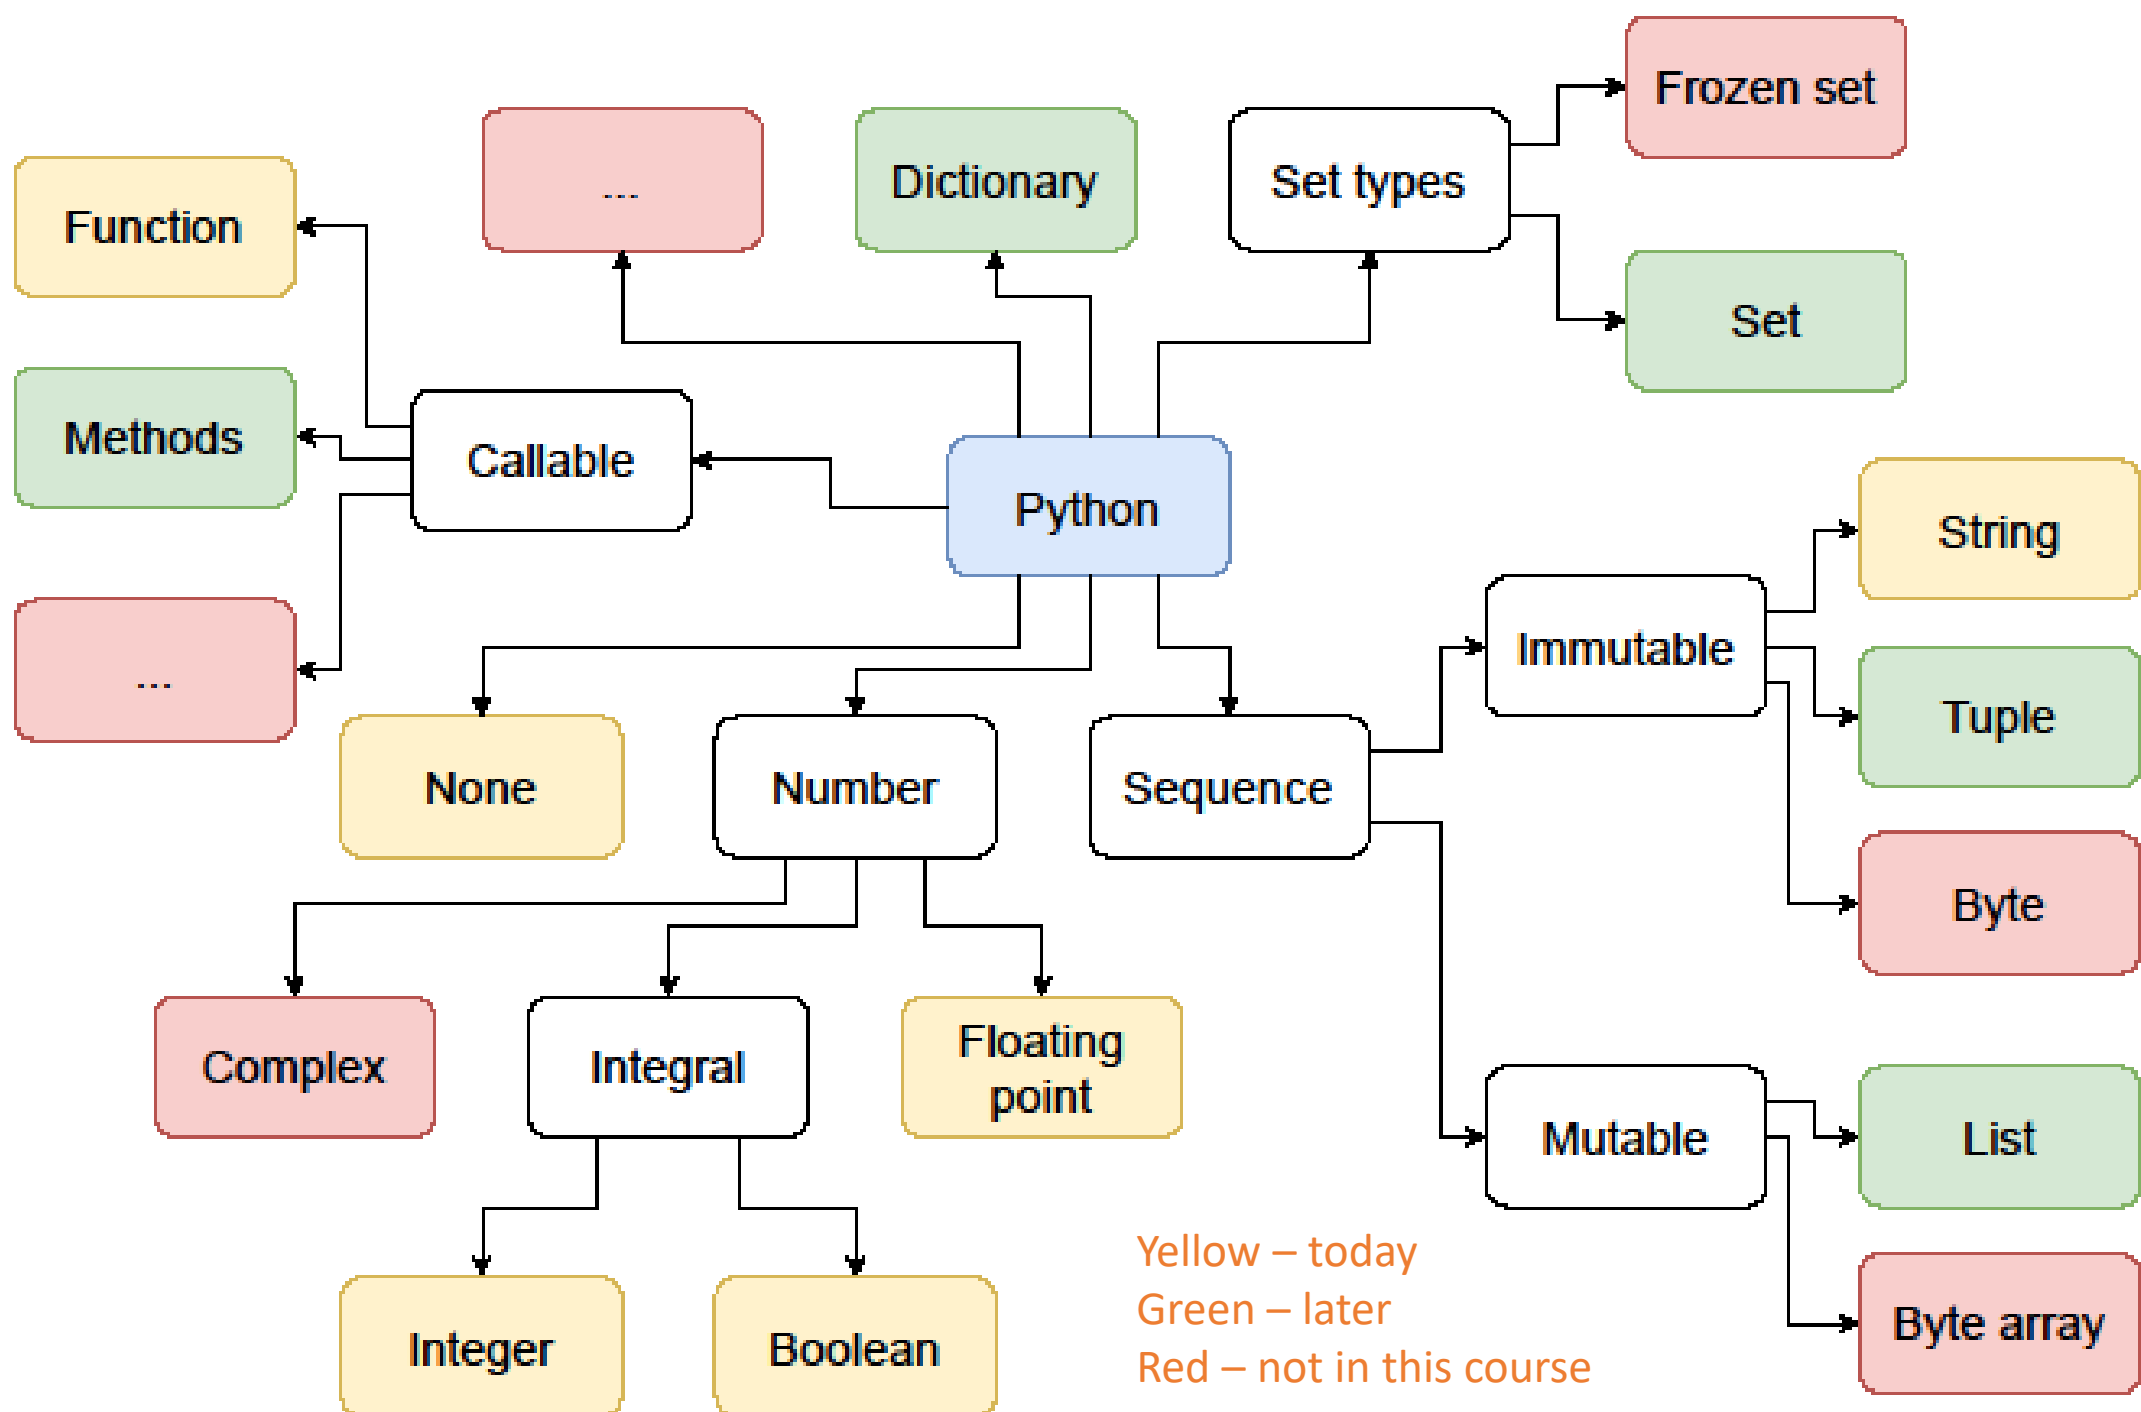 Frozen set
...
Dictionary
Set types
Function
Set
Methods
Callable
Python
String
Immutable
...
Tuple
None
Number
Sequence
Byte
Complex
Integral
Floating
point
Mutable
List
Yellow – today
Green – later
Red – not in this course
Byte array
Integer
Boolean